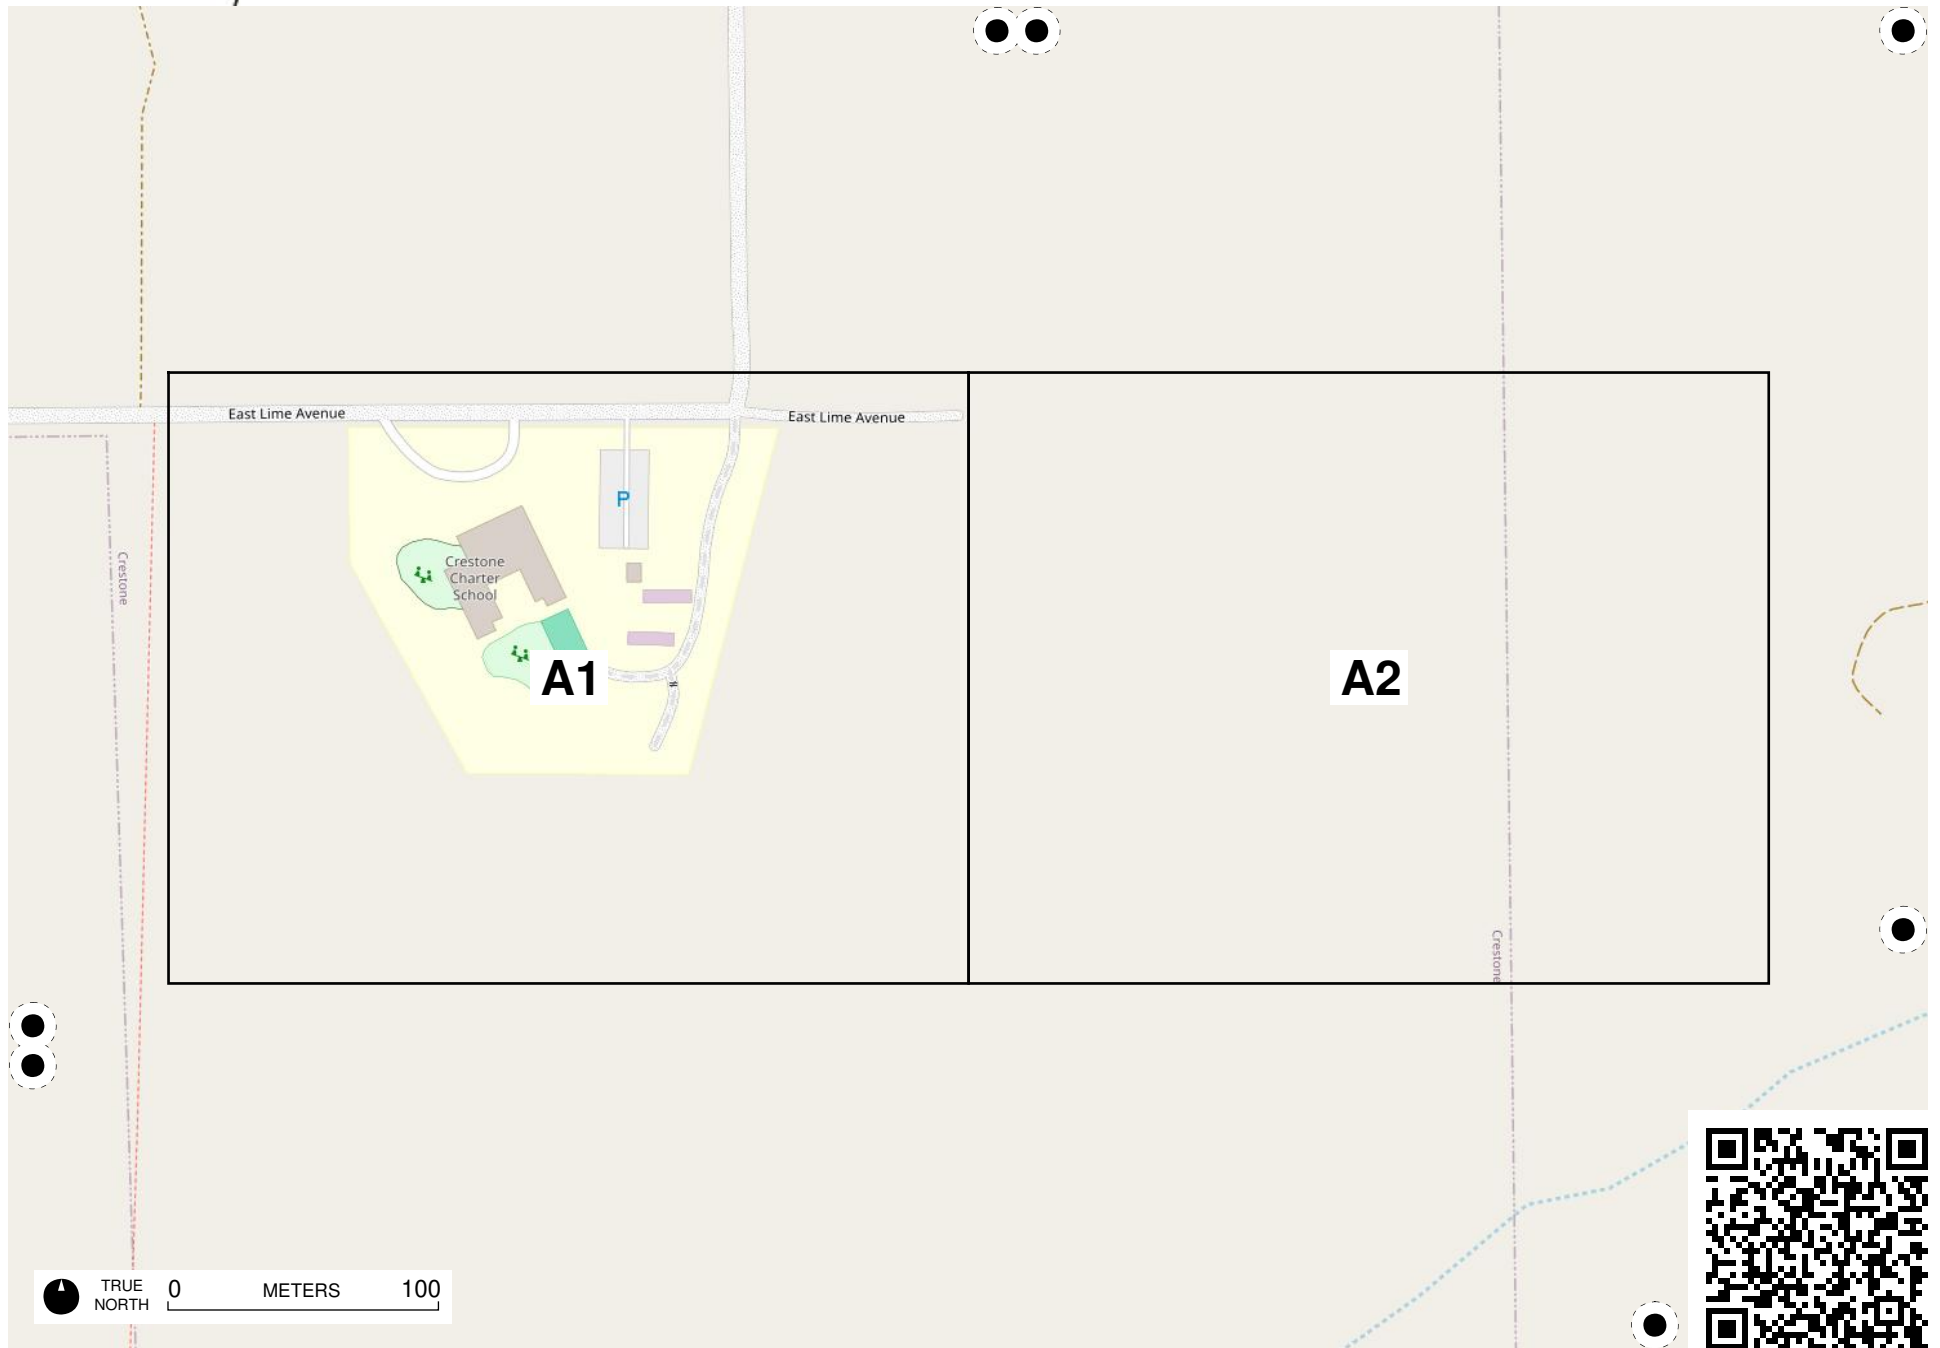 East Lime Avenue
East Lime Avenue
P
Crestone
Charter
School
Crestone
A1
A2
Crestone
TRUE
NORTH
0 METERS 100